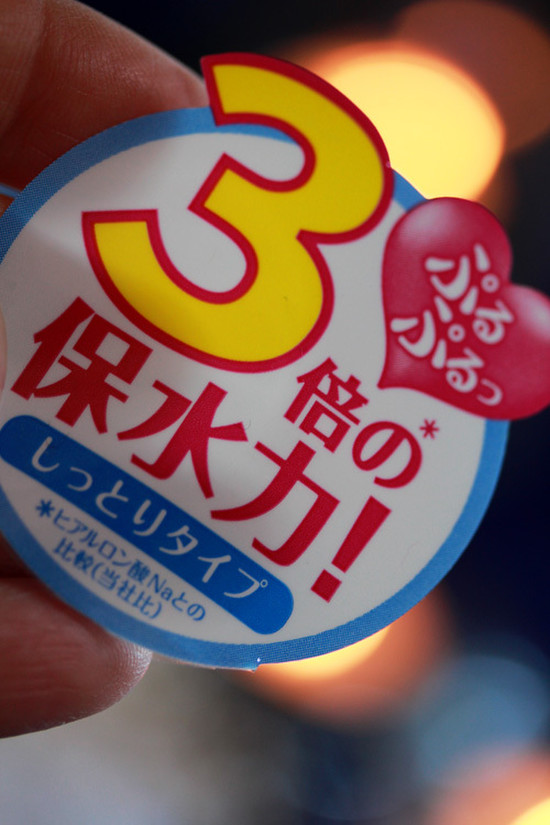 3倍の*
保水力!
しっとりタイプ
*ヒアルロン酸Naとの
比較(当社比)
ぷるぷるっ